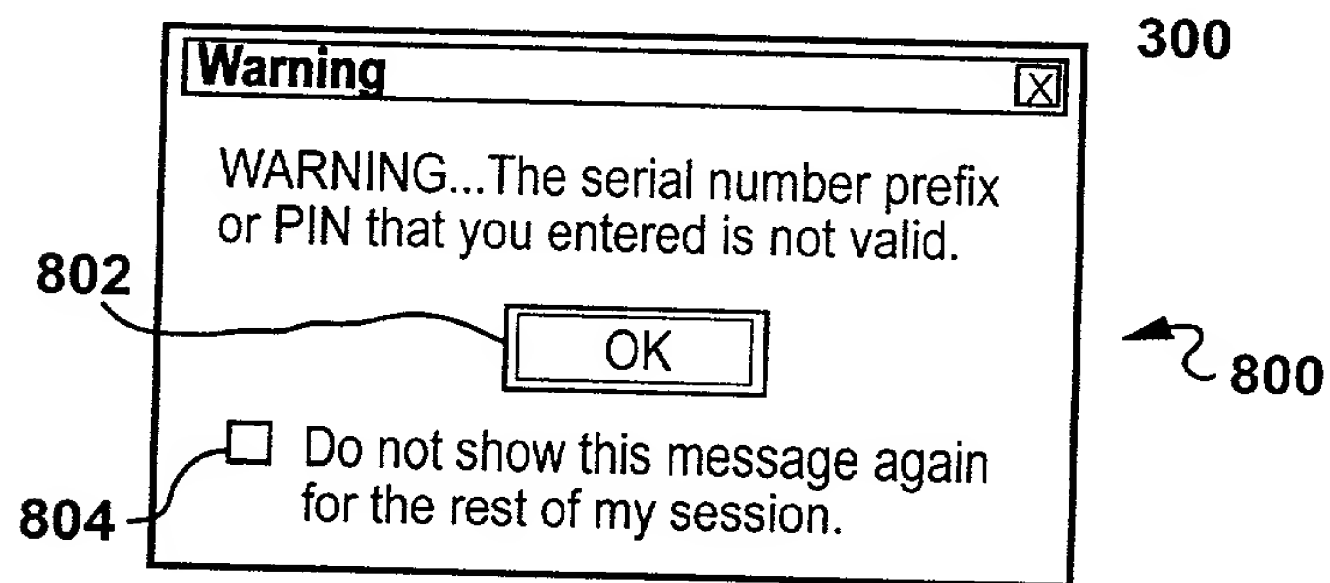 300
Warning
X
WARNING...The serial number prefix
or PIN that you entered is not valid.
802
OK
800
Do not show this message again
for the rest of my session.
804